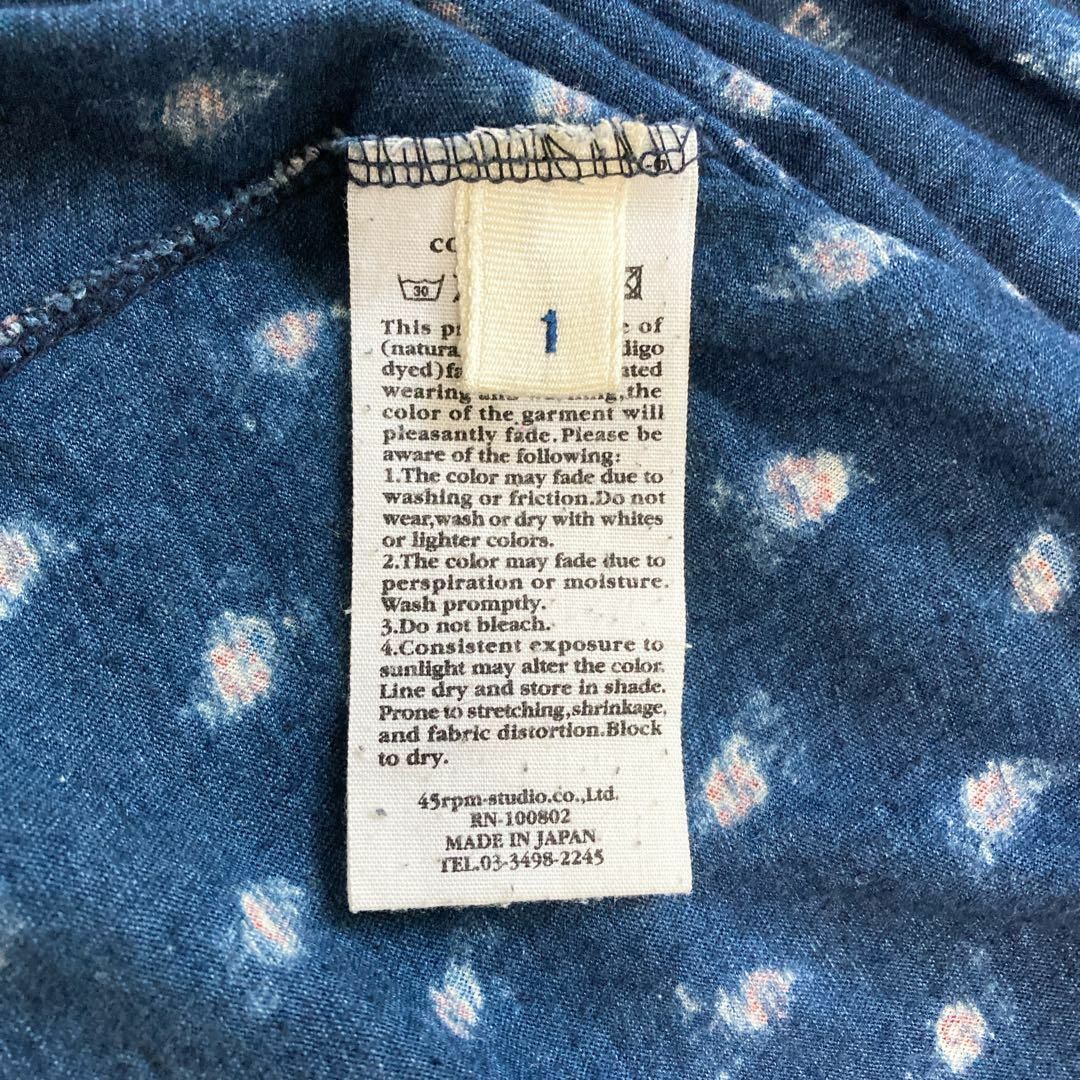 30
1
This of
(natura
dyed)
wearing the
color of the garment will
pleasantly fade.Please be
aware of the following:
1.The color may fade due to
washing or friction.Do not
wear,wash or dry with whites
or lighter colors.
2.The color may fade due to
perspiration or moisture.
Wash promptly.
3.Do not bleach.
4.Consistent exposure to
sunlight may alter the color.
Line dry and store in shade.
Prone to stretching,shrinkage,
and fabric distortion.Block
to dry.
45rpm-studio.co.,Ltd.
RN-100802
MADE IN JAPAN
TEL.03-3498-2245